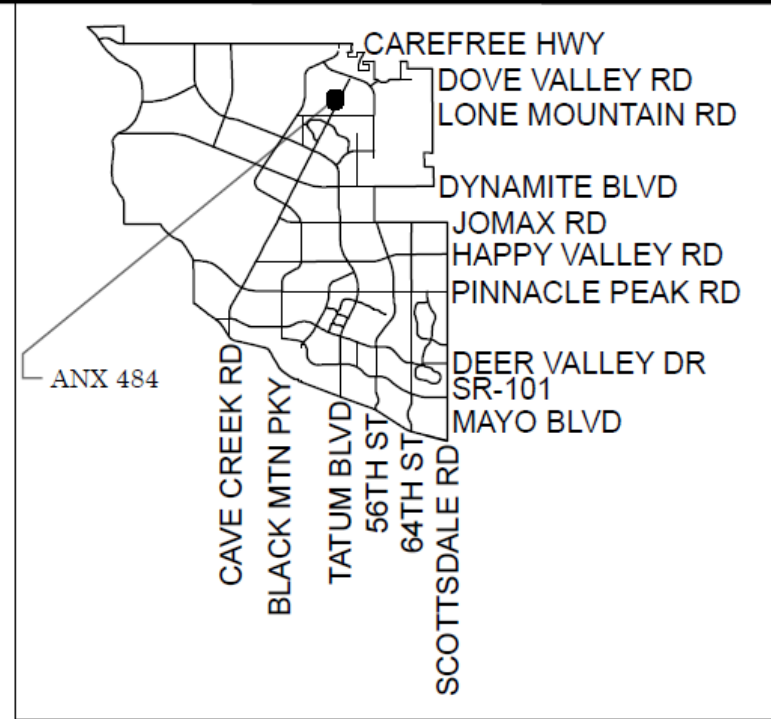 CAREFREE HWY
DOVE VALLEY RD
LONE MOUNTAIN RD
DYNAMITE BLVD
JOMAX RD
HAPPY VALLEY RD
PINNACLE PEAK RD
DEER VALLEY DR
ANX 484
SR-101
MAYO BLVD
CAVE CREEK RD
BLACK MTN PKY
TATUM BLVD
56TH ST
64TH ST
SCOTTSDALE RD